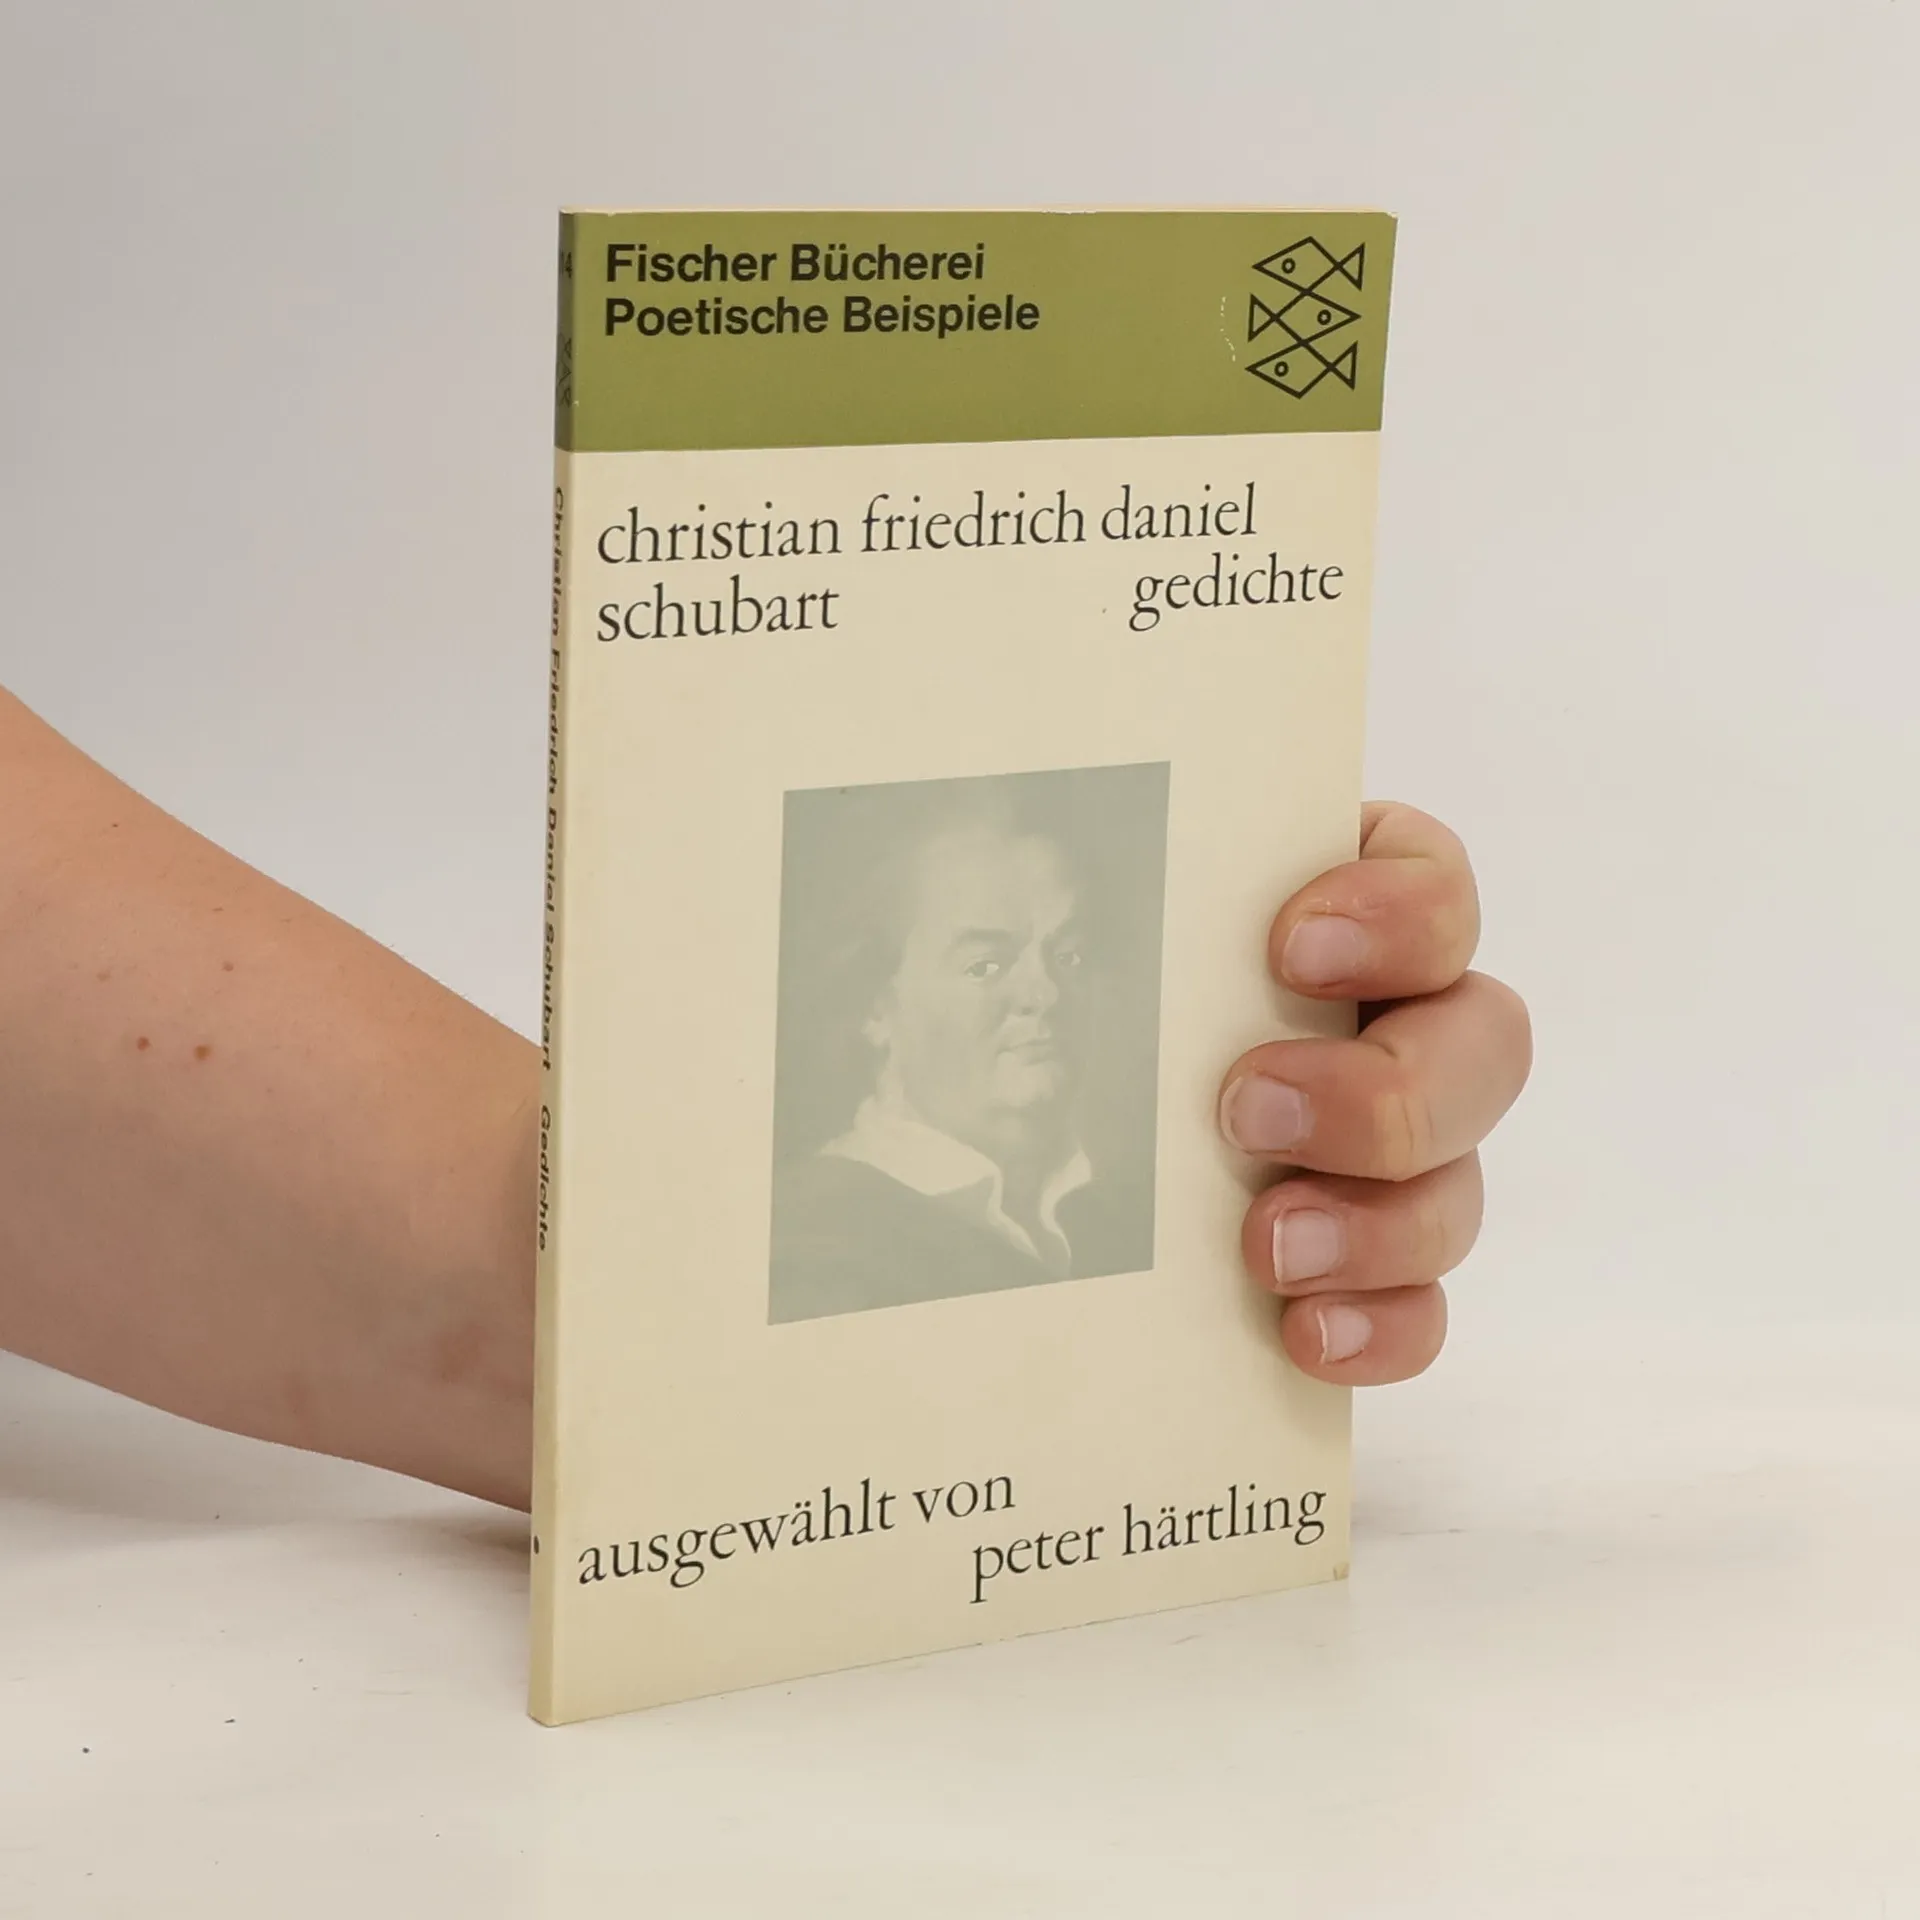 Fischer Bücherei
Poetische Beispiele
christian friedrich daniel
schubart gedichte
ausgewählt von
peter härtling
Christian Friedrich Daniel Schubart Gedichte